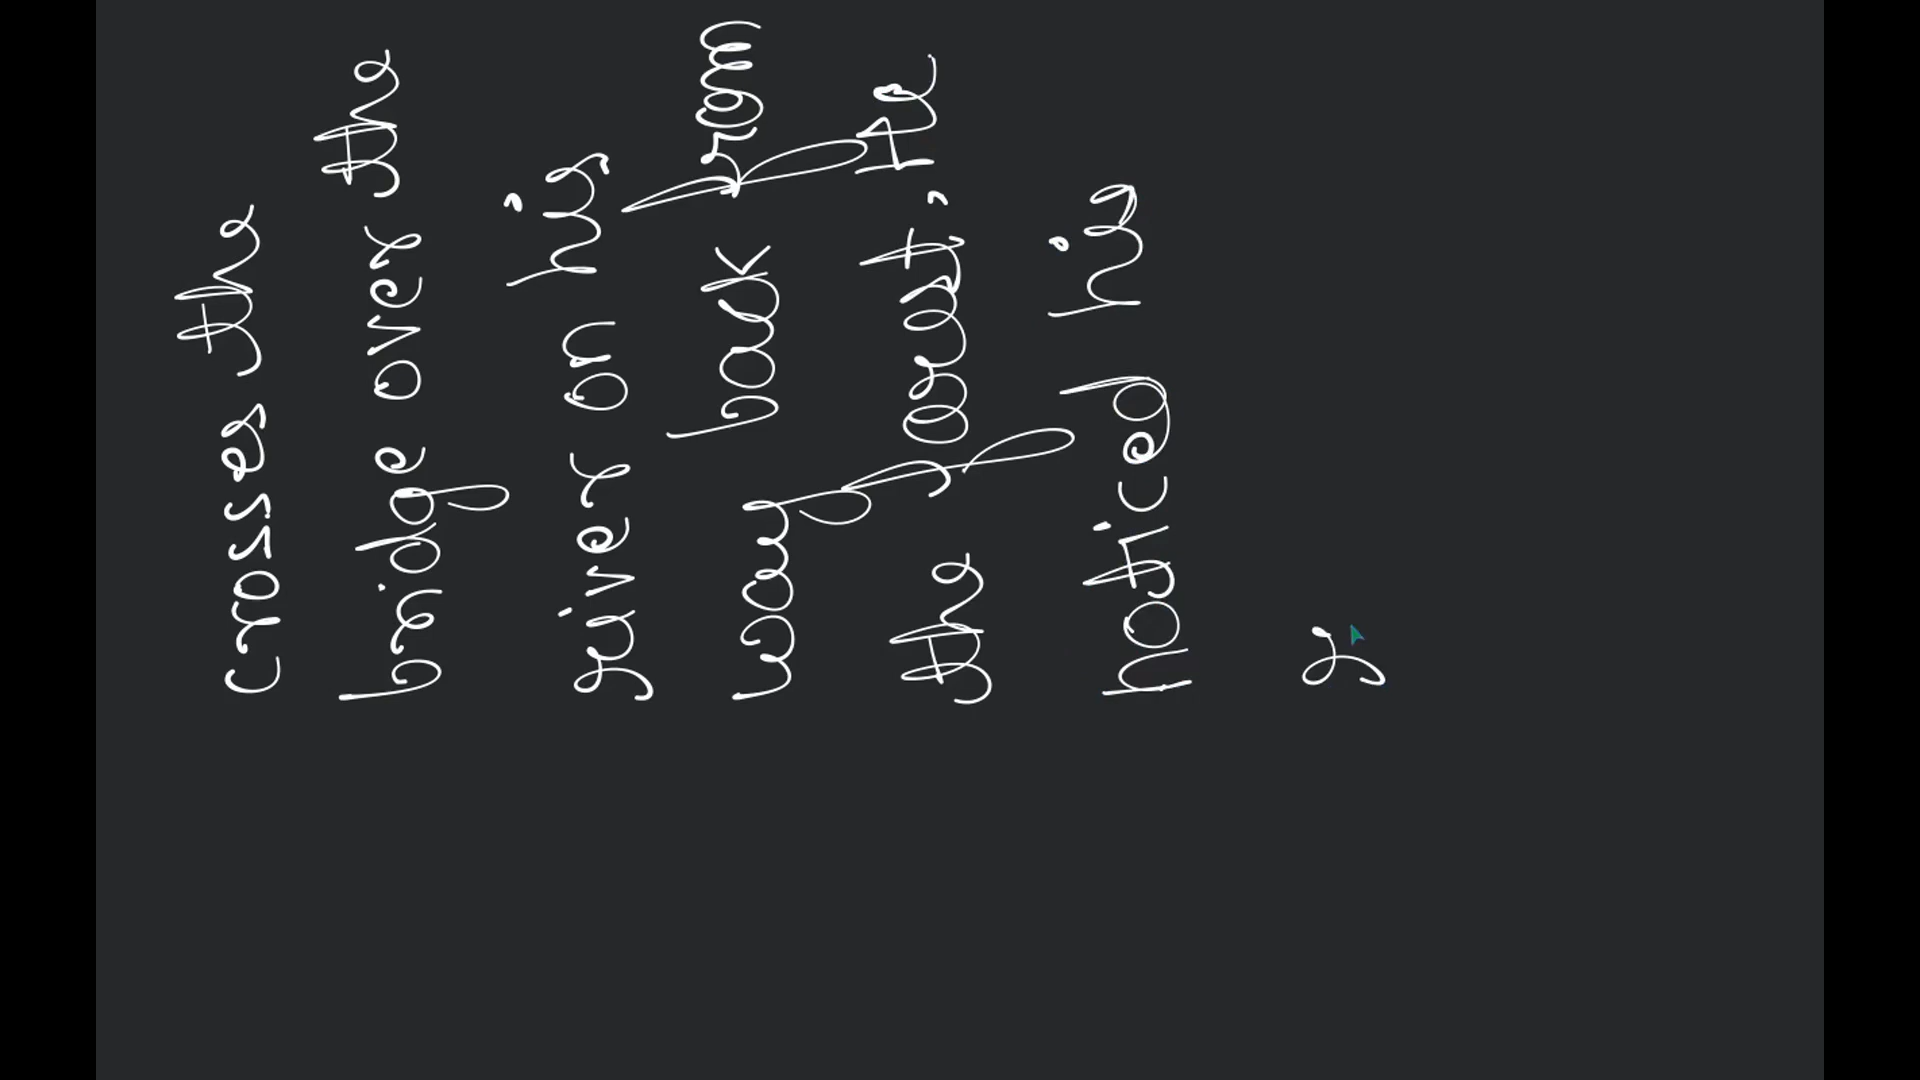 crosses the
bridge over the
river on his
way back from
the forest. He
noticed his